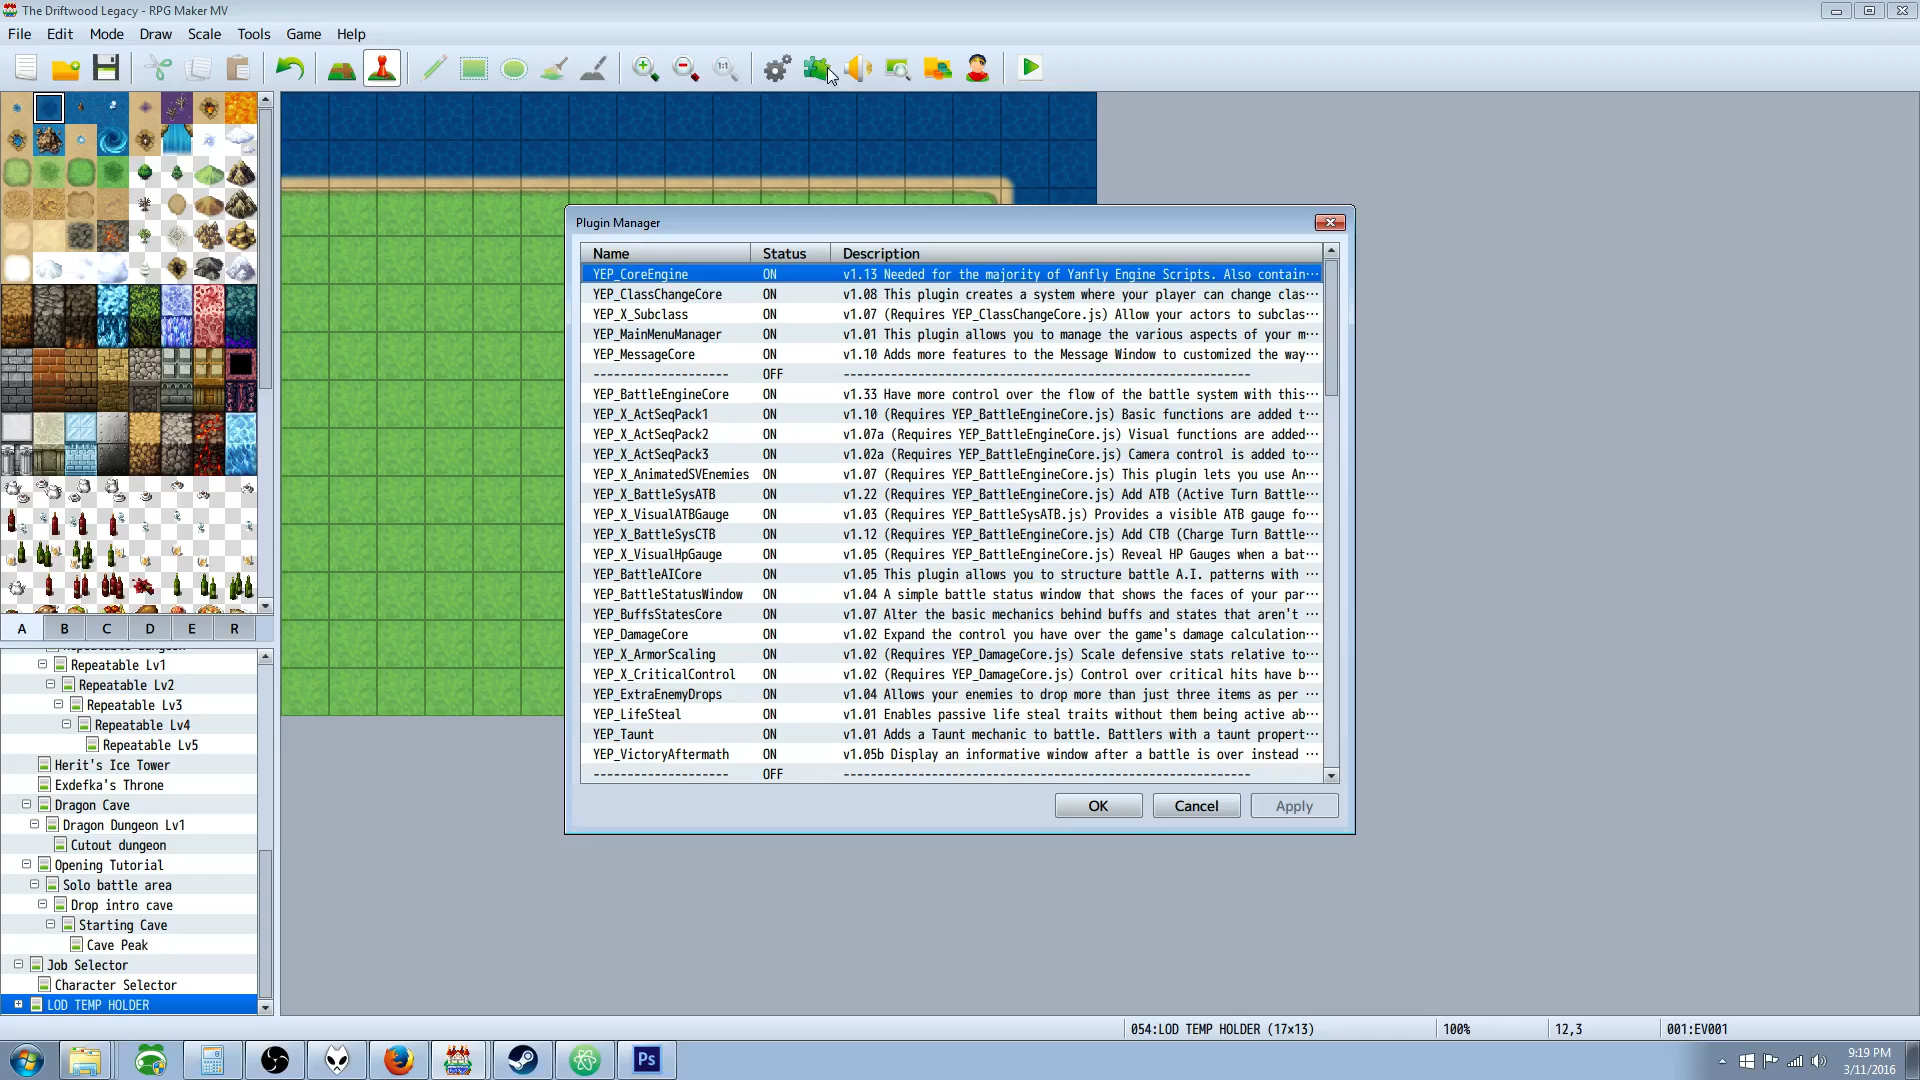 The Driftwood Legacy - RPG Maker MV
File Edit Mode Draw Scale Tools Game Help
1:1
Plugin Manager
Name Status Description
YEP_CoreEngine ON v1.13 Needed for the majority of Yanfly Engine Scripts. Also contain···
YEP_ClassChangeCore ON v1.08 This plugin creates a system where your player can change clas···
YEP_X_Subclass ON v1.07 (Requires YEP_ClassChangeCore.js) Allow your actors to subclas···
YEP_MainMenuManager ON v1.01 This plugin allows you to manage the various aspects of your m···
YEP_MessageCore ON v1.10 Adds more features to the Message Window to customized the way···
-------------------- OFF ------------------------------------------------------------
YEP_BattleEngineCore ON v1.33 Have more control over the flow of the battle system with this···
YEP_X_ActSeqPack1 ON v1.10 (Requires YEP_BattleEngineCore.js) Basic functions are added t···
YEP_X_ActSeqPack2 ON v1.07a (Requires YEP_BattleEngineCore.js) Visual functions are added···
YEP_X_ActSeqPack3 ON v1.02a (Requires YEP_BattleEngineCore.js) Camera control is added to···
YEP_X_AnimatedSVEnemies ON v1.07 (Requires YEP_BattleEngineCore.js) This plugin lets you use An···
YEP_X_BattleSysATB ON v1.22 (Requires YEP_BattleEngineCore.js) Add ATB (Active Turn Battle···
YEP_X_VisualATBGauge ON v1.03 (Requires YEP_BattleSysATB.js) Provides a visible ATB gauge fo···
YEP_X_BattleSysCTB ON v1.12 (Requires YEP_BattleEngineCore.js) Add CTB (Charge Turn Battle···
YEP_X_VisualHpGauge ON v1.05 (Requires YEP_BattleEngineCore.js) Reveal HP Gauges when a bat···
YEP_BattleAICore ON v1.05 This plugin allows you to structure battle A.I. patterns with ···
YEP_BattleStatusWindow ON v1.04 A simple battle status window that shows the faces of your par···
YEP_BuffsStatesCore ON v1.07 Alter the basic mechanics behind buffs and states that aren't ···
YEP_DamageCore ON v1.02 Expand the control you have over the game's damage calculation···
YEP_X_ArmorScaling ON v1.02 (Requires YEP_DamageCore.js) Scale defensive stats relative to···
YEP_X_CriticalControl ON v1.02 (Requires YEP_DamageCore.js) Control over critical hits have b···
YEP_ExtraEnemyDrops ON v1.04 Allows your enemies to drop more than just three items as per ···
YEP_LifeSteal ON v1.01 Enables passive life steal traits without them being active ab···
YEP_Taunt ON v1.01 Adds a Taunt mechanic to battle. Battlers with a taunt propert···
YEP_VictoryAftermath ON v1.05b Display an informative window after a battle is over instead ···
-------------------- OFF ------------------------------------------------------------
OK Cancel Apply
A B C D E R
Repeatable dungeon
Repeatable Lv1
Repeatable Lv2
Repeatable Lv3
Repeatable Lv4
Repeatable Lv5
Herit's Ice Tower
Exdefka's Throne
Dragon Cave
Dragon Dungeon Lv1
Cutout dungeon
Opening Tutorial
Solo battle area
Drop intro cave
Starting Cave
Cave Peak
Job Selector
Character Selector
LOD TEMP HOLDER
054:LOD TEMP HOLDER (17x13) 100% 12,3 001:EV001
Ps
9:19 PM
3/11/2016